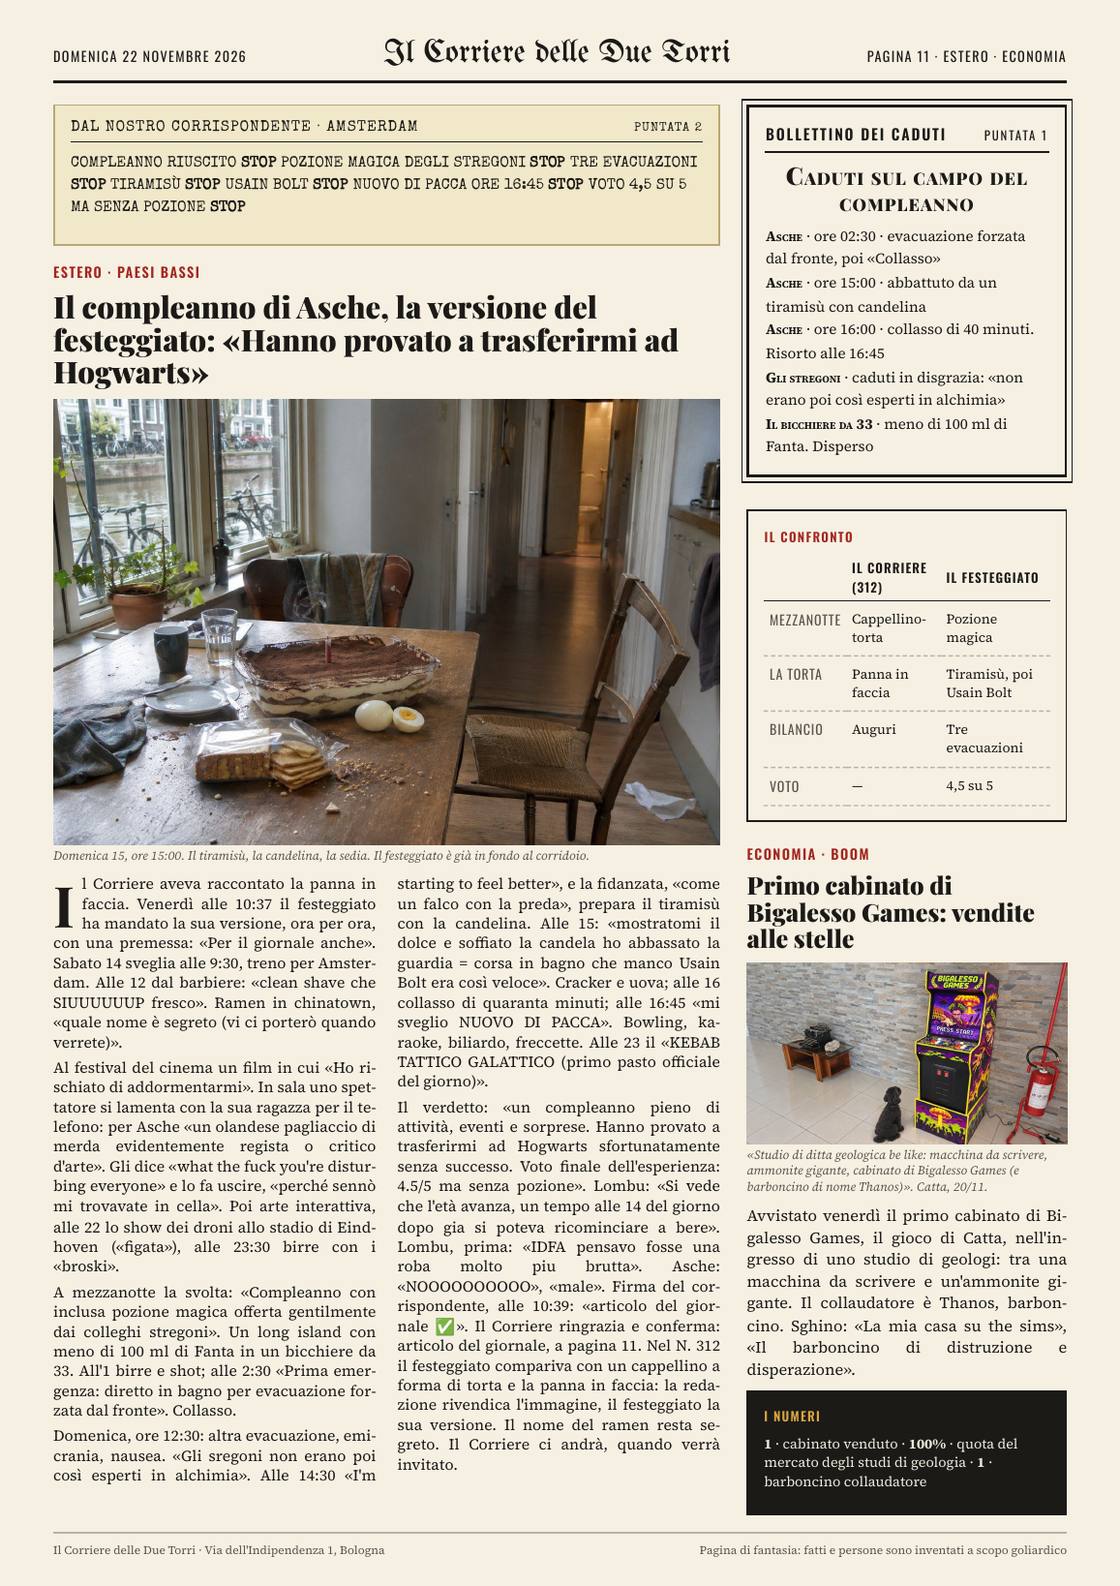 DOMENICA 22 NOVEMBRE 2026
Il Corriere delle Due Torri
PAGINA 11 · ESTERO · ECONOMIA
DAL NOSTRO CORRISPONDENTE · AMSTERDAM
PUNTATA 2
COMPLEANNO RIUSCITO STOP POZIONE MAGICA DEGLI STREGONI STOP TRE EVACUAZIONI
STOP TIRAMISÙ STOP USAIN BOLT STOP NUOVO DI PACCA ORE 16:45 STOP VOTO 4,5 SU 5
MA SENZA POZIONE STOP
ESTERO · PAESI BASSI
Il compleanno di Asche, la versione del
festeggiato: «Hanno provato a trasferirmi ad
Hogwarts»
Domenica 15, ore 15:00. Il tiramisù, la candelina, la sedia. Il festeggiato è già in fondo al corridoio.
Il Corriere aveva raccontato la panna in
faccia. Venerdì alle 10:37 il festeggiato
ha mandato la sua versione, ora per ora,
con una premessa: «Per il giornale anche».
Sabato 14 sveglia alle 9:30, treno per Amster-
dam. Alle 12 dal barbiere: «clean shave che
SIUUUUUUP fresco». Ramen in chinatown,
«quale nome è segreto (vi ci porterò quando
verrete)».
Al festival del cinema un film in cui «Ho ri-
schiato di addormentarmi». In sala uno spet-
tatore si lamenta con la sua ragazza per il te-
lefono: per Asche «un olandese pagliaccio di
merda evidentemente regista o critico
d'arte». Gli dice «what the fuck you're distur-
bing everyone» e lo fa uscire, «perché sennò
mi trovavate in cella». Poi arte interattiva,
alle 22 lo show dei droni allo stadio di Eind-
hoven («figata»), alle 23:30 birre con i
«broski».
A mezzanotte la svolta: «Compleanno con
inclusa pozione magica offerta gentilmente
dai colleghi stregoni». Un long island con
meno di 100 ml di Fanta in un bicchiere da
33. All'1 birre e shot; alle 2:30 «Prima emer-
genza: diretto in bagno per evacuazione for-
zata dal fronte». Collasso.
Domenica, ore 12:30: altra evacuazione, emi-
crania, nausea. «Gli sregoni non erano poi
così esperti in alchimia». Alle 14:30 «I'm
starting to feel better», e la fidanzata, «come
un falco con la preda», prepara il tiramisù
con la candelina. Alle 15: «mostratomi il
dolce e soffiato la candela ho abbassato la
guardia = corsa in bagno che manco Usain
Bolt era così veloce». Cracker e uova; alle 16
collasso di quaranta minuti; alle 16:45 «mi
sveglio NUOVO DI PACCA». Bowling, ka-
raoke, biliardo, freccette. Alle 23 il «KEBAB
TATTICO GALATTICO (primo pasto officiale
del giorno)».
Il verdetto: «un compleanno pieno di
attività, eventi e sorprese. Hanno provato a
trasferirmi ad Hogwarts sfortunatamente
senza successo. Voto finale dell'esperienza:
4.5/5 ma senza pozione». Lombu: «Si vede
che l'età avanza, un tempo alle 14 del giorno
dopo gia si poteva ricominciare a bere».
Lombu, prima: «IDFA pensavo fosse una
roba molto piu brutta». Asche:
«NOOOOOOOOOO», «male». Firma del cor-
rispondente, alle 10:39: «articolo del gior-
nale ✅». Il Corriere ringrazia e conferma:
articolo del giornale, a pagina 11. Nel N. 312
il festeggiato compariva con un cappellino a
forma di torta e la panna in faccia: la reda-
zione rivendica l'immagine, il festeggiato la
sua versione. Il nome del ramen resta se-
greto. Il Corriere ci andrà, quando verrà
invitato.
BOLLETTINO DEI CADUTI
PUNTATA 1
Caduti sul campo del
compleanno
Asche · ore 02:30 · evacuazione forzata
dal fronte, poi «Collasso»
Asche · ore 15:00 · abbattuto da un
tiramisù con candelina
Asche · ore 16:00 · collasso di 40 minuti.
Risorto alle 16:45
Gli stregoni · caduti in disgrazia: «non
erano poi così esperti in alchimia»
Il bicchiere da 33 · meno di 100 ml di
Fanta. Disperso
IL CONFRONTO
IL CORRIERE (312)
IL FESTEGGIATO
MEZZANOTTE
Cappellino-torta
Pozione magica
LA TORTA
Panna in faccia
Tiramisù, poi Usain Bolt
BILANCIO
Auguri
Tre evacuazioni
VOTO
—
4,5 su 5
ECONOMIA · BOOM
Primo cabinato di
Bigalesso Games: vendite
alle stelle
BIGALESSO
GAMES
PRESS START
«Studio di ditta geologica be like: macchina da scrivere,
ammonite gigante, cabinato di Bigalesso Games (e
barboncino di nome Thanos)». Catta, 20/11.
Avvistato venerdì il primo cabinato di Bi-
galesso Games, il gioco di Catta, nell'in-
gresso di uno studio di geologi: tra una
macchina da scrivere e un'ammonite gi-
gante. Il collaudatore è Thanos, barbon-
cino. Sghino: «La mia casa su the sims»,
«Il barboncino di distruzione e
disperazione».
I NUMERI
1 · cabinato venduto · 100% · quota del
mercato degli studi di geologia · 1 ·
barboncino collaudatore
Il Corriere delle Due Torri · Via dell'Indipendenza 1, Bologna
Pagina di fantasia: fatti e persone sono inventati a scopo goliardico